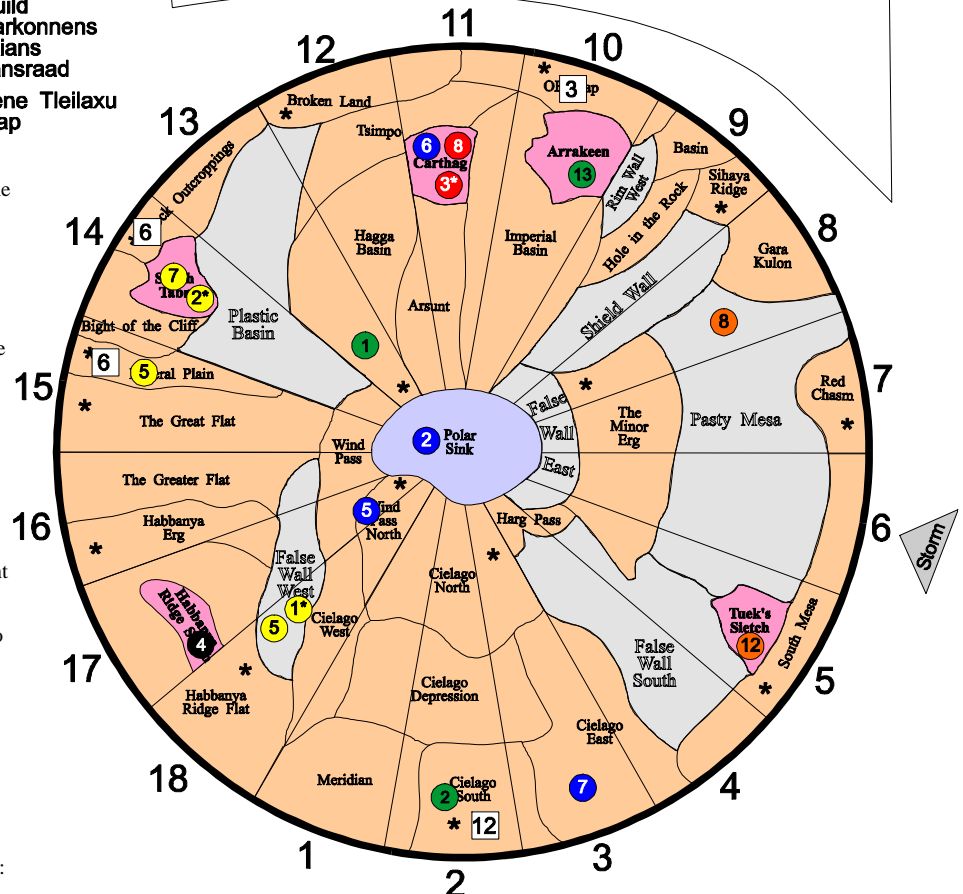 uild
arkonnens
ians
ansraad
ene Tleilaxu
ap
e
e
nt
o
:
11
12
10
13
9
14
8
15
7
16
6
17
5
18
4
1
3
2
Storm
Broken Land
*
Tsimpo
6
8
Carthag
3*
*
3
Arrakeen
13
Rim Wall
West
Basin
Hole in the Rock
Sihaya
Ridge
*
Gara
Kulon
Outcroppings
6
7
2*
Bight of the Cliff
*
6
5
Plain
*
The Great Flat
Plastic
Basin
Hagga
Basin
1
*
Arsunt
Imperial
Basin
Shield Wall
8
*
False
Wall
East
The
Minor
Erg
Pasty Mesa
Red
Chasm
*
2
Polar
Sink
Wind
Pass
*
5
Pass
North
Harg Pass
*
The Greater Flat
Habbanya
Erg
*
False
Wall
West
1*
5
Cielago
West
Cielago
North
Ridge
4
*
Habbanya
Ridge Flat
Cielago
Depression
False
Wall
South
Tuek's
Sietch
12
South Mesa
*
Cielago
East
7
Meridian
2
Cielago
South
*
12